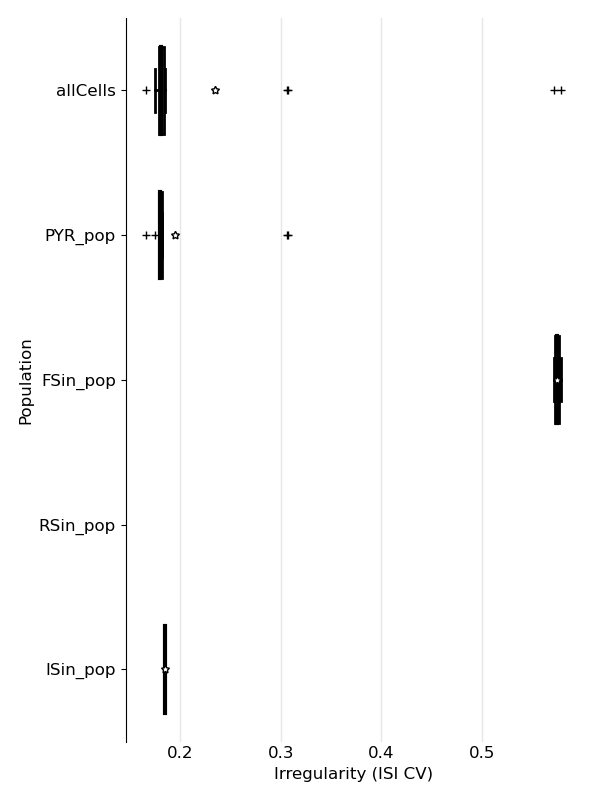 allCells
PYR_pop
FSin_pop
RSin_pop
ISin_pop
Population
0.2 0.3 0.4 0.5
Irregularity (ISI CV)